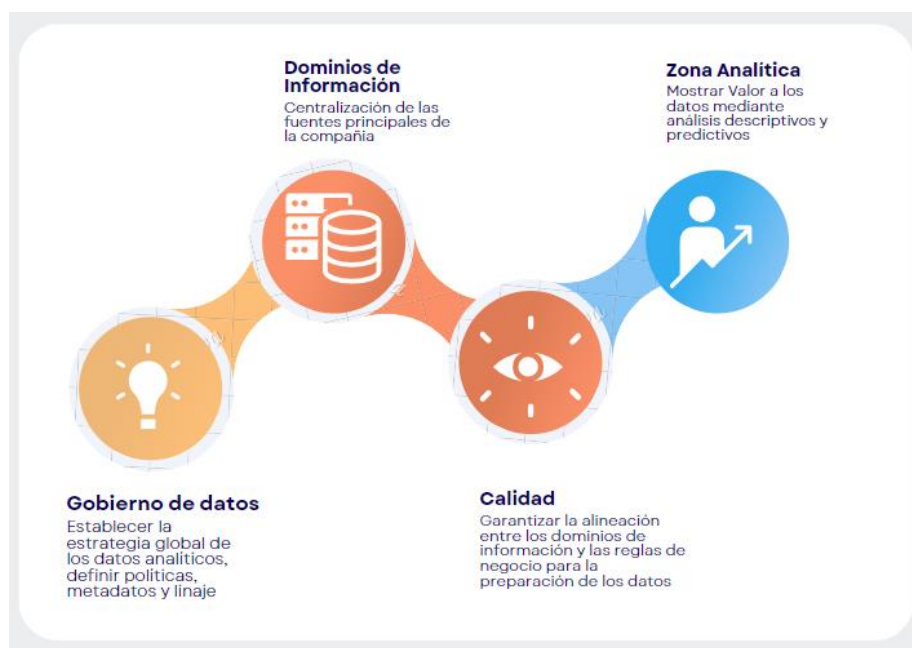 Dominios de
Información
Centralización de las
fuentes principales de
la compañia
Zona Analítica
Mostrar Valor a los
datos mediante
análisis descriptivos y
predictivos
Gobierno de datos
Establecer la
estrategia global de
los datos analíticos,
definir políticas,
metadatos y linaje
Calidad
Garantizar la alineación
entre los dominios de
información y las reglas de
negocio para la
preparación de los datos